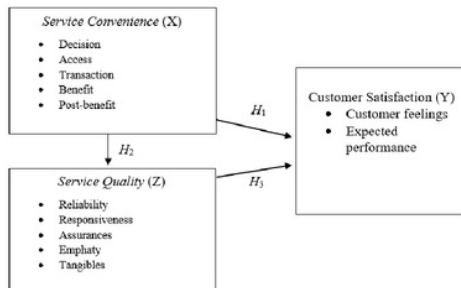 Service Convenience (X)
• Decision
• Access
• Transaction
• Benefit
• Post-benefit
H1
Customer Satisfaction (Y)
• Customer feelings
• Expected
performance
H2
Service Quality (Z)
H3
• Reliability
• Responsiveness
• Assurances
• Emphaty
• Tangibles